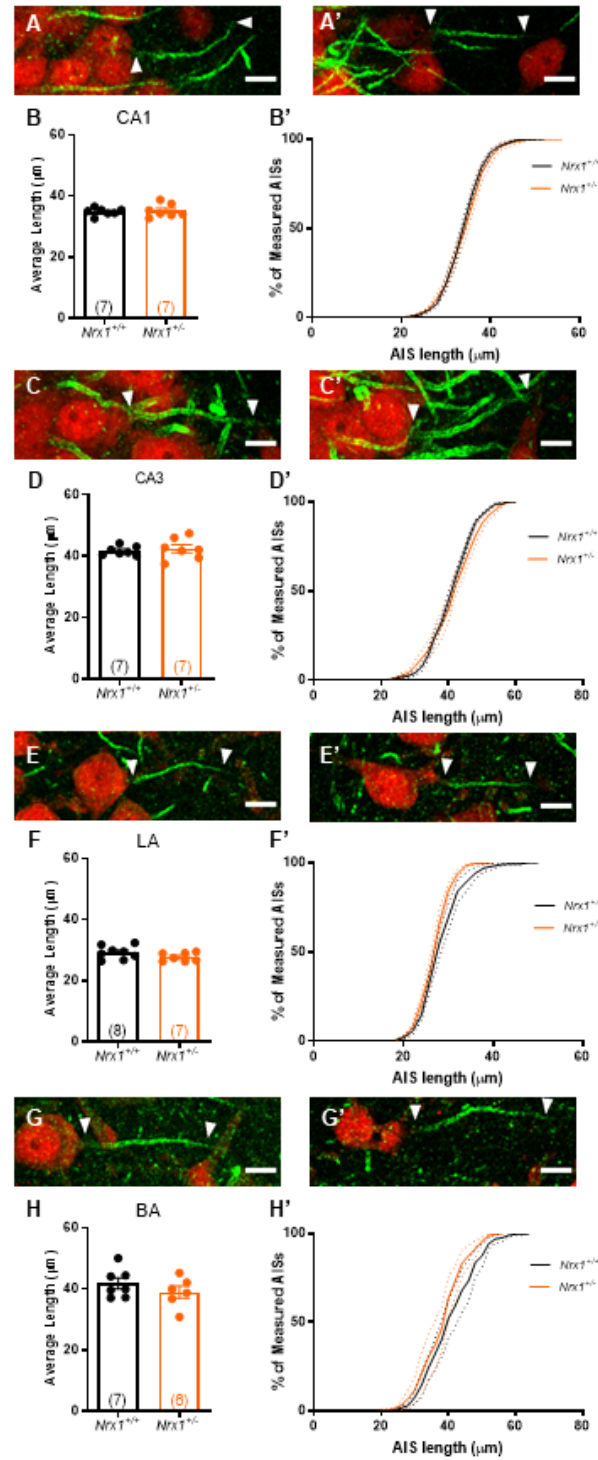 A A'
B CA1
Average Length (μm)
60
40
20
0
(7) (7)
Nrx1+/+ Nrx1+/-
B'
% of Measured AISs
100
50
0
0 20 40 60
AIS length (μm)
Nrx1+/+
Nrx1+/-
C C'
D CA3
Average Length (μm)
60
40
20
0
(7) (7)
Nrx1+/+ Nrx1+/-
D'
% of Measured AISs
100
50
0
0 20 40 60 80
AIS length (μm)
Nrx1+/+
Nrx1+/-
E E'
F LA
Average Length (μm)
60
40
20
0
(8) (7)
Nrx1+/+ Nrx1+/-
F'
% of Measured AISs
100
50
0
0 20 40 60
AIS length (μm)
Nrx1+/
Nrx1+/
G G'
H BA
Average Length (μm)
60
40
20
0
(7)
Nrx1+/+ Nrx1+/-
H'
% of Measured AISs
100
50
0
0 20 40 60 80
AIS length (μm)
Nrx1+/+
Nrx1+/-